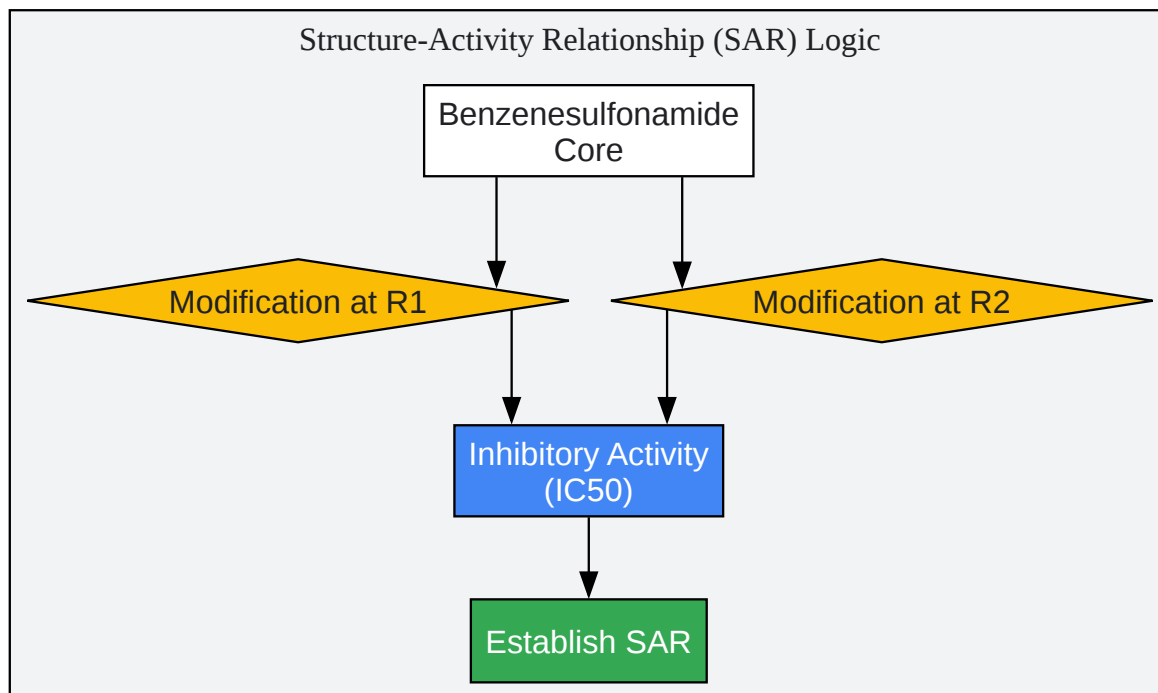 Structure-Activity Relationship (SAR) Logic
Benzenesulfonamide
Core
Modification at R1
Modification at R2
Inhibitory Activity
(IC50)
Establish SAR